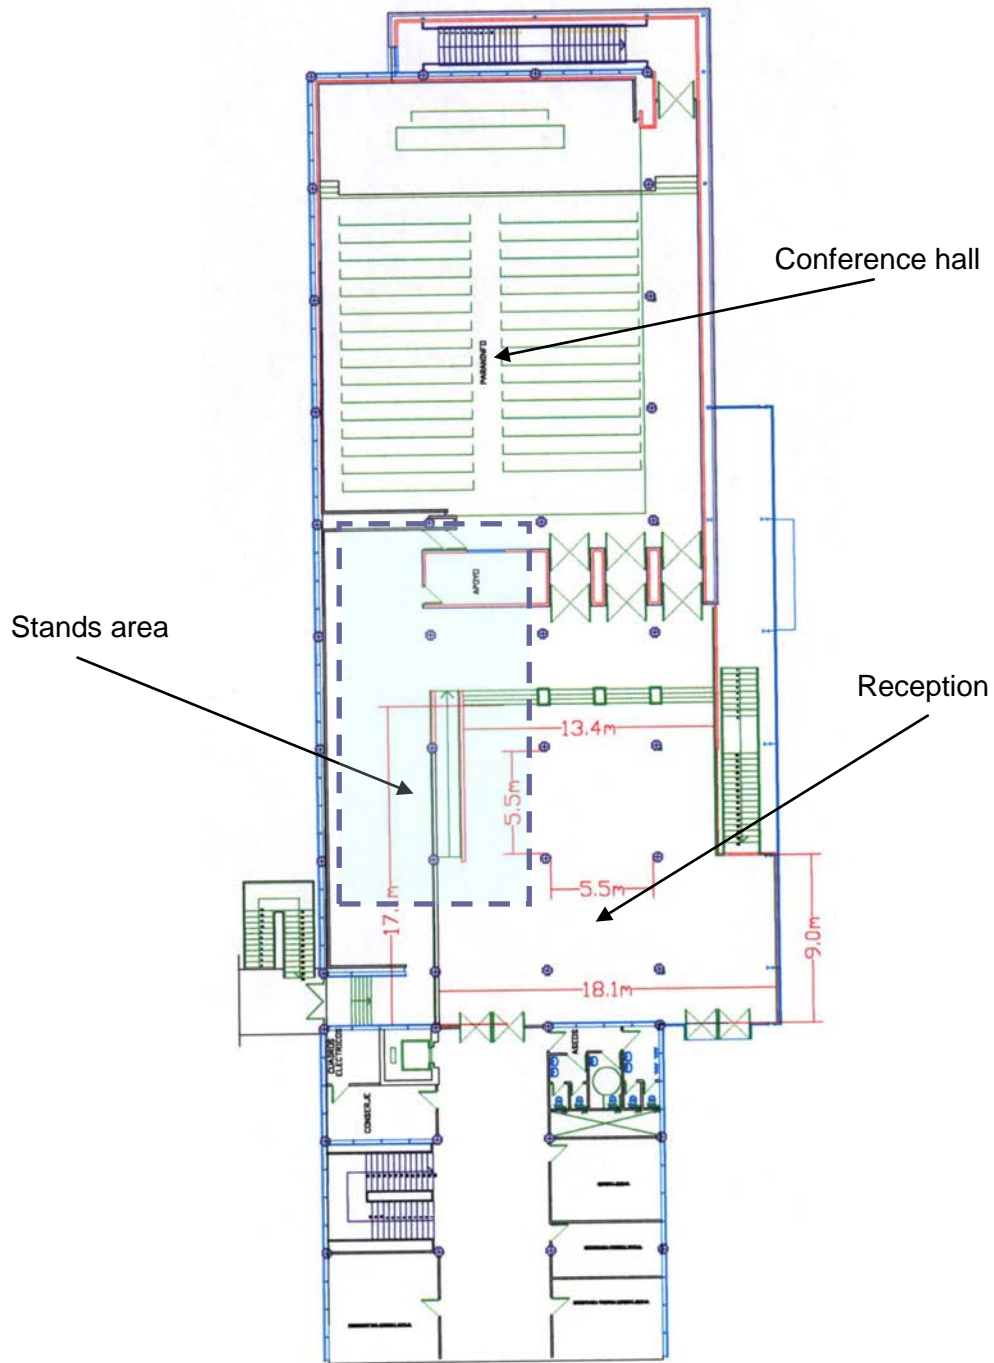 Conference hall
PARANINFO
APOYO
Stands area
Reception
13.4m
5.5m
5.5m
9.0m
18.1m
CUADROS
ELECTRICOS
ASEOS
CONSERJE